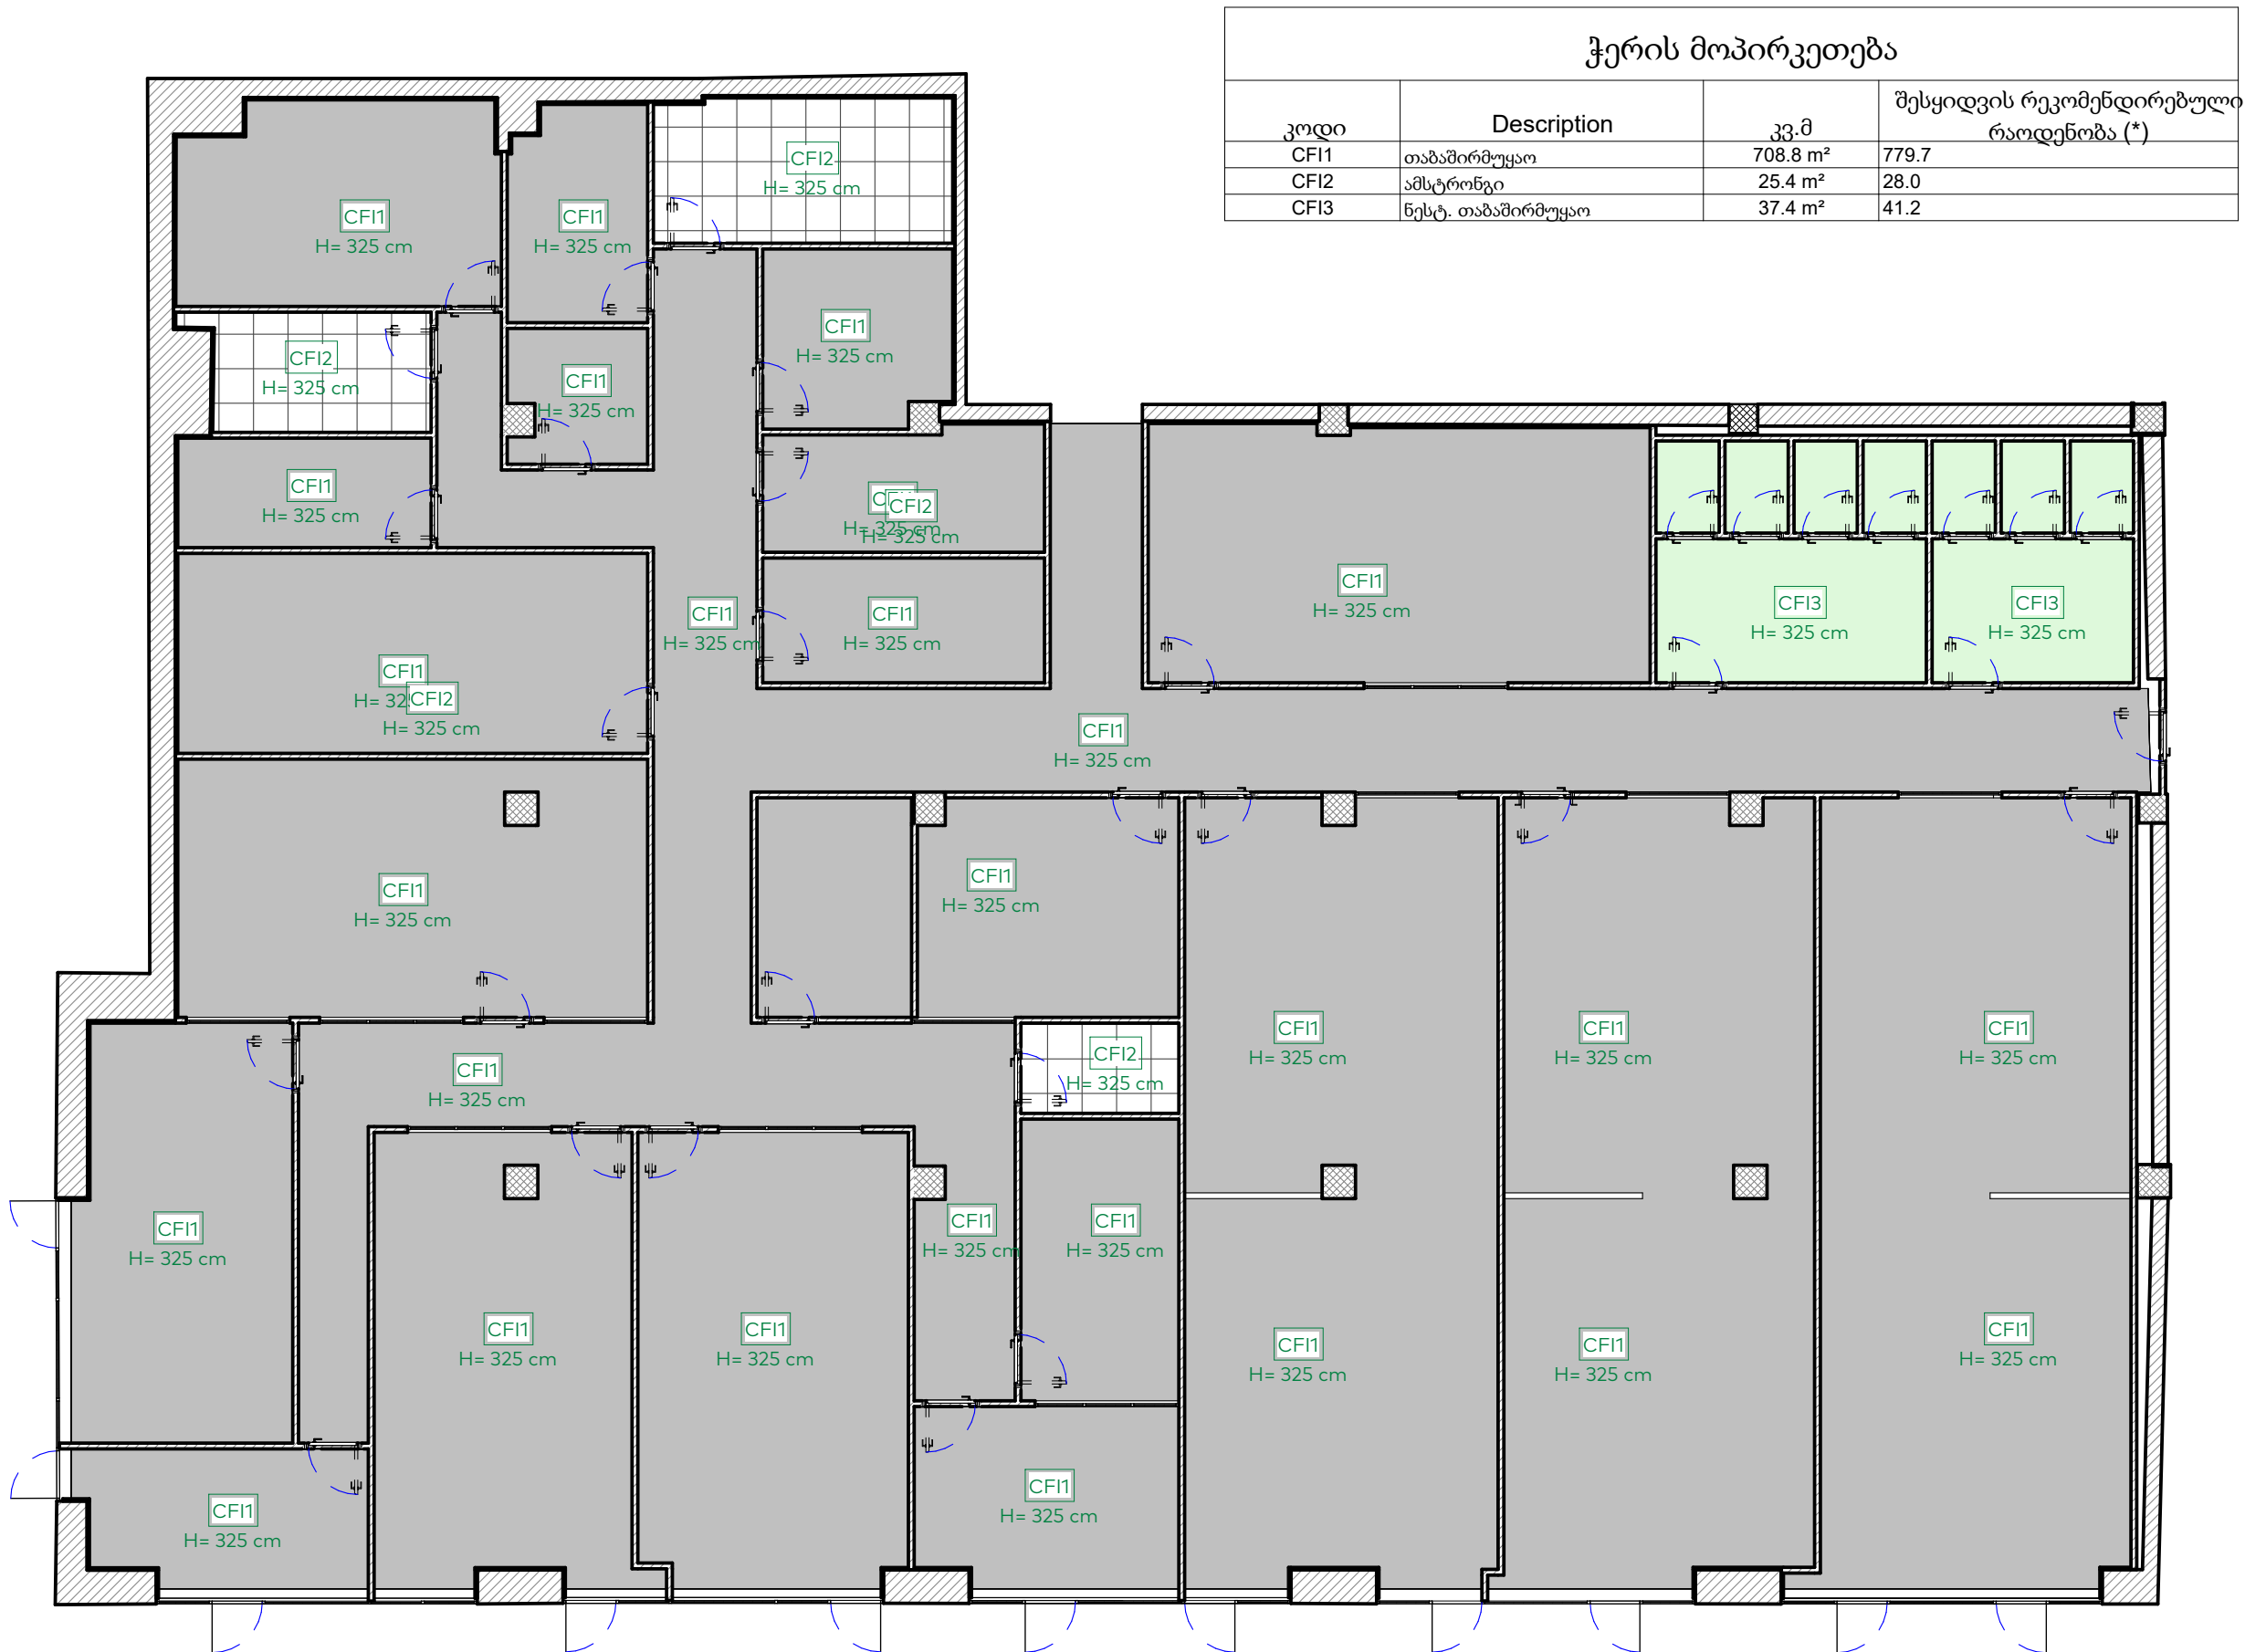 ჭერის მოპირკეთება
კოდი Description კვ.მ შესყიდვის რეკომენდირებული რაოდენობა (*)
CFI1 თაბაშირმუყაო 708.8 m² 779.7
CFI2 ამსტრონგი 25.4 m² 28.0
CFI3 ნესტ. თაბაშირმუყაო 37.4 m² 41.2
CFI2
H= 325 cm
CFI1
H= 325 cm
CFI1
H= 325 cm
CFI1
H= 325 cm
CFI2
H= 325 cm
CFI1
H= 325 cm
CFI1
H= 325 cm
CFI2
H= 325 cm
H= 325 cm
CFI1
H= 325 cm
CFI3
H= 325 cm
CFI3
H= 325 cm
CFI1
H= 325 cm
CFI1
H= 325 cm
CFI1
CFI2
H= 325 cm
CFI1
H= 325 cm
CFI1
H= 325 cm
CFI1
H= 325 cm
CFI1
H= 325 cm
CFI1
H= 325 cm
CFI1
H= 325 cm
CFI2
H= 325 cm
CFI1
H= 325 cm
CFI1
H= 325 cm
CFI1
H= 325 cm
CFI1
H= 325 cm
CFI1
H= 325 cm
CFI1
H= 325 cm
CFI1
H= 325 cm
CFI1
H= 325 cm
CFI1
H= 325 cm
CFI1
H= 325 cm
CFI1
H= 325 cm